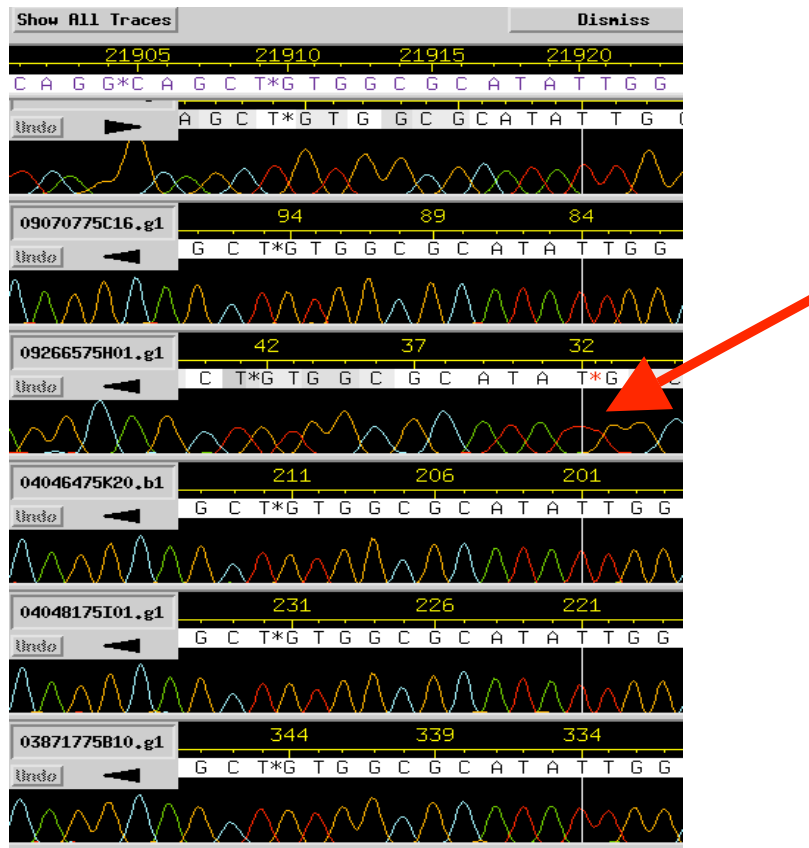 Show All Traces Dismiss
21905 21910 21915 21920
C A G G*C A G C T*G T G G C G C A T A T T G G
A G C T*G T G G C G C A T A T T G
Undo
09070775C16.g1 94 89 84
Undo G C T*G T G G C G C A T A T T G G
09266575H01.g1 42 37 32
Undo C T*G T G G C G C A T A T*G
04046475K20.b1 211 206 201
Undo G C T*G T G G C G C A T A T T G G
04048175I01.g1 231 226 221
Undo G C T*G T G G C G C A T A T T G G
03871775B10.g1 344 339 334
Undo G C T*G T G G C G C A T A T T G G